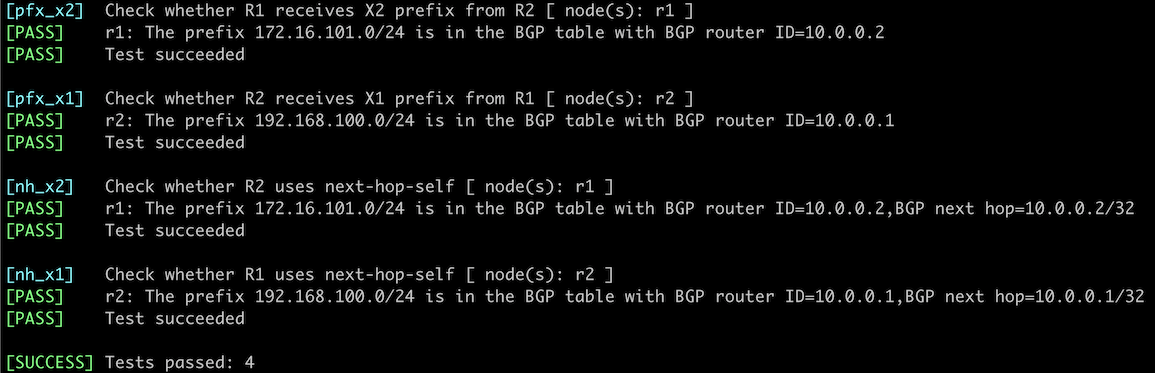 [pfx_x2] Check whether R1 receives X2 prefix from R2 [ node(s): r1 ]
[PASS] r1: The prefix 172.16.101.0/24 is in the BGP table with BGP router ID=10.0.0.2
[PASS] Test succeeded
[pfx_x1] Check whether R2 receives X1 prefix from R1 [ node(s): r2 ]
[PASS] r2: The prefix 192.168.100.0/24 is in the BGP table with BGP router ID=10.0.0.1
[PASS] Test succeeded
[nh_x2] Check whether R2 uses next-hop-self [ node(s): r1 ]
[PASS] r1: The prefix 172.16.101.0/24 is in the BGP table with BGP router ID=10.0.0.2,BGP next hop=10.0.0.2/32
[PASS] Test succeeded
[nh_x1] Check whether R1 uses next-hop-self [ node(s): r2 ]
[PASS] r2: The prefix 192.168.100.0/24 is in the BGP table with BGP router ID=10.0.0.1,BGP next hop=10.0.0.1/32
[PASS] Test succeeded
[SUCCESS] Tests passed: 4